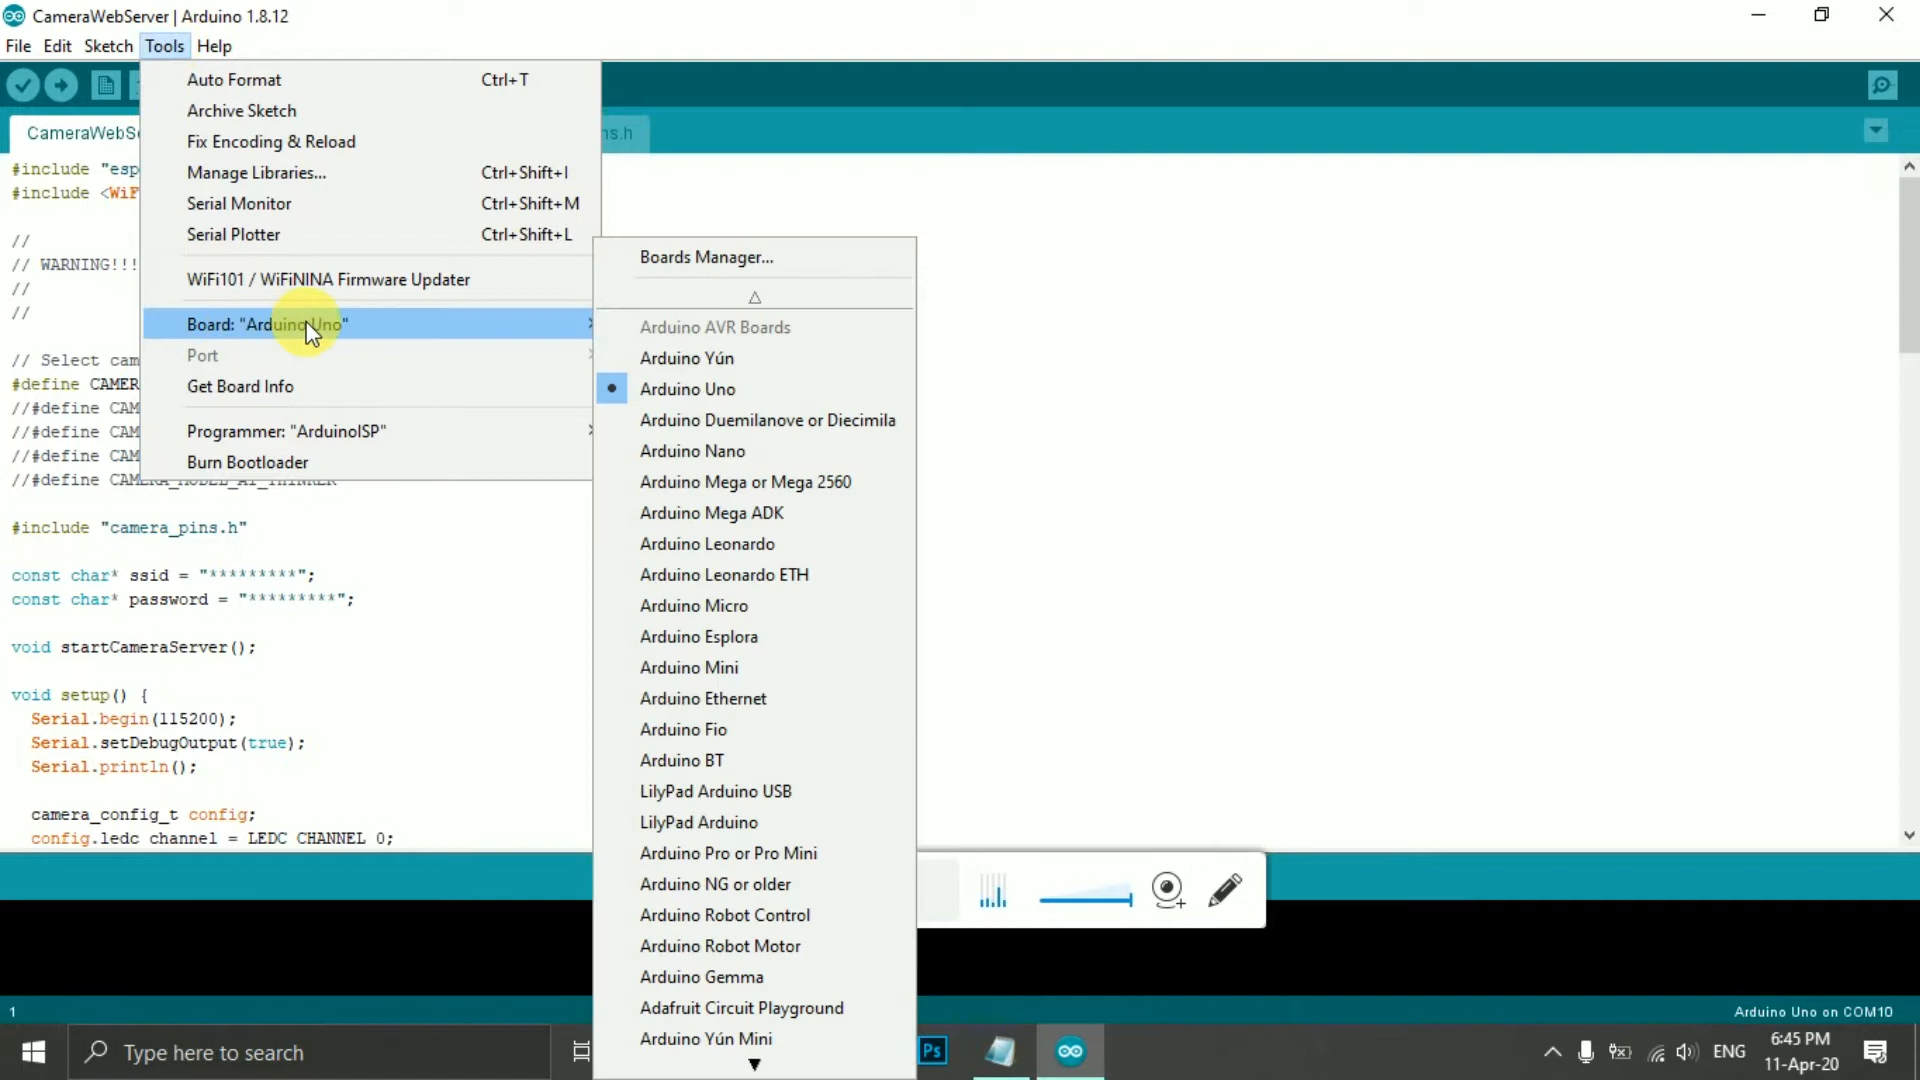 CameraWebServer | Arduino 1.8.12
File Edit Sketch Tools Help
Auto Format Ctrl+T
Archive Sketch
Fix Encoding & Reload
Manage Libraries... Ctrl+Shift+I
Serial Monitor Ctrl+Shift+M
Serial Plotter Ctrl+Shift+L
WiFi101 / WiFiNINA Firmware Updater
Board: "Arduino Uno"
Port
Get Board Info
Programmer: "ArduinoISP"
Burn Bootloader
Boards Manager...
Arduino AVR Boards
Arduino Yún
Arduino Uno
Arduino Duemilanove or Diecimila
Arduino Nano
Arduino Mega or Mega 2560
Arduino Mega ADK
Arduino Leonardo
Arduino Leonardo ETH
Arduino Micro
Arduino Esplora
Arduino Mini
Arduino Ethernet
Arduino Fio
Arduino BT
LilyPad Arduino USB
LilyPad Arduino
Arduino Pro or Pro Mini
Arduino NG or older
Arduino Robot Control
Arduino Robot Motor
Arduino Gemma
Adafruit Circuit Playground
Arduino Yún Mini
CameraWebS
ns.h
#include "esp
#include <WiF
//
// WARNING!!!
//
//
// Select cam
#define CAMER
//#define CAM
//#define CAM
//#define CAM
//#define CAMERA_MODEL_AI_THINKER
#include "camera_pins.h"
const char* ssid = "*********";
const char* password = "*********";
void startCameraServer();
void setup() {
Serial.begin(115200);
Serial.setDebugOutput(true);
Serial.println();
camera_config_t config;
config.ledc channel = LEDC CHANNEL 0;
1
Arduino Uno on COM10
Type here to search
Ps
ENG
6:45 PM
11-Apr-20